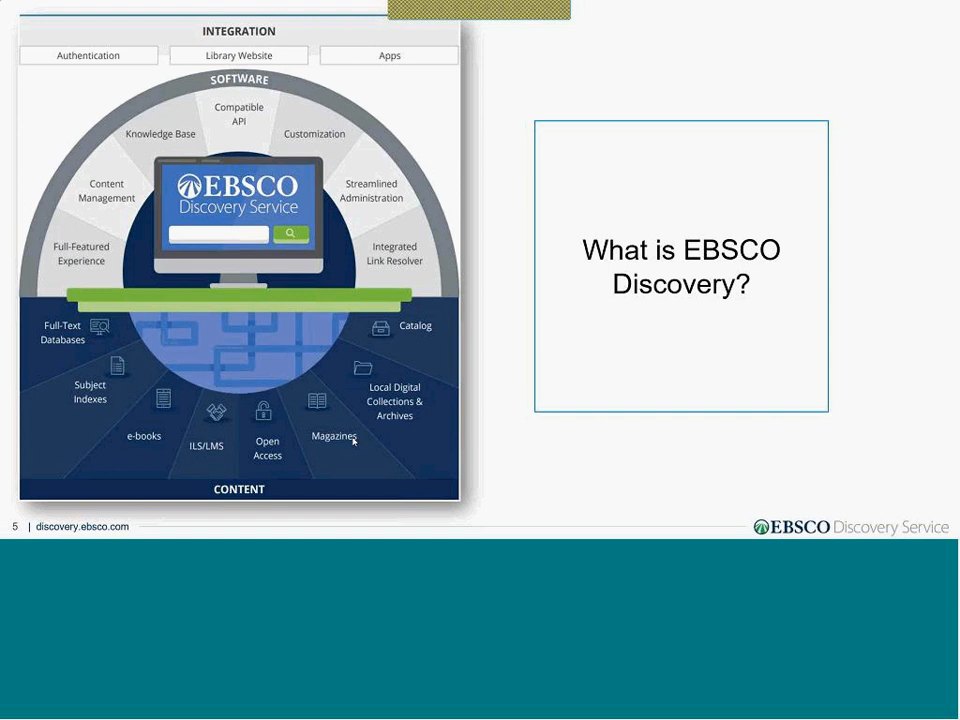 INTEGRATION
Authentication
Library Website
Apps
SOFTWARE
Compatible
API
Knowledge Base
Customization
Content
Management
Streamlined
Administration
Full-Featured
Experience
Integrated
Link Resolver
EBSCO
Discovery Service
What is EBSCO
Discovery?
Full-Text
Databases
Catalog
Subject
Indexes
Local Digital
Collections &
Archives
e-books
ILS/LMS
Open
Access
Magazines
CONTENT
5 | discovery.ebsco.com
EBSCO Discovery Service